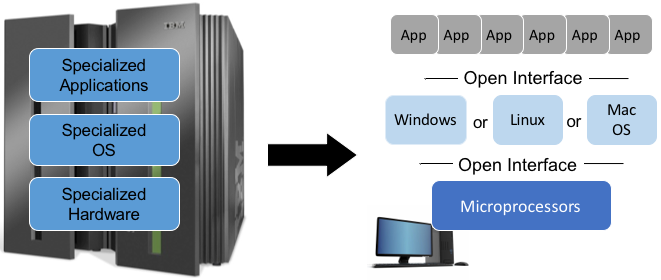 Specialized
Applications
Specialized
OS
Specialized
Hardware
App App App App App App
Open Interface
Windows or Linux or Mac
OS
Open Interface
Microprocessors